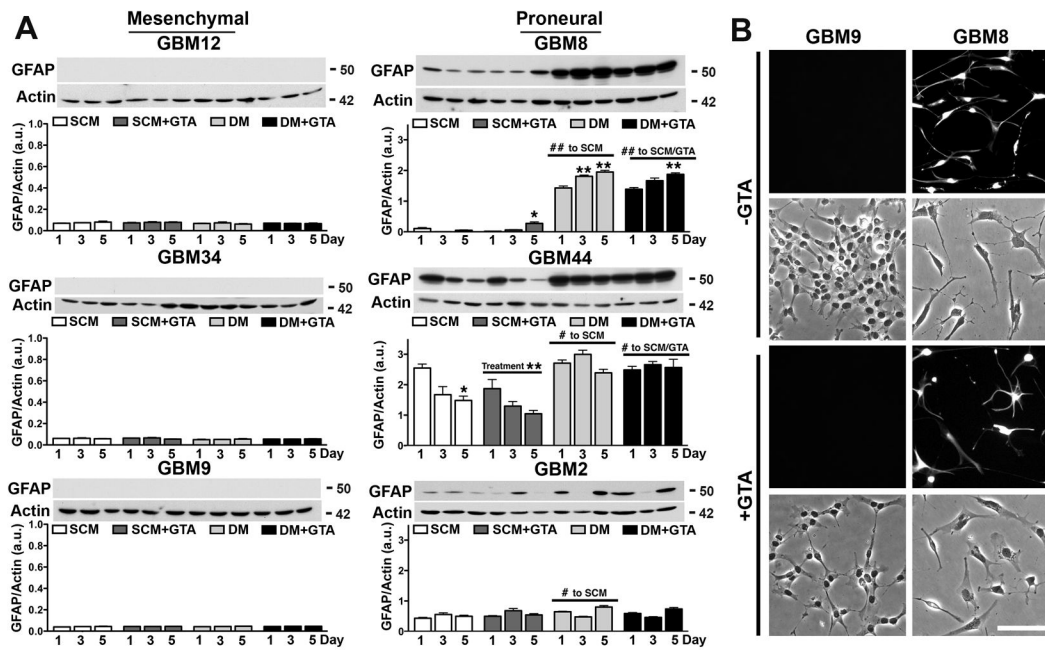 A
Mesenchymal
Proneural
B
GBM12
GFAP
- 50
Actin
- 42
SCM SCM+GTA DM DM+GTA
GFAP/Actin (a.u.)
1.0
0.8
0.6
0.4
0.2
0.0
1 3 5 1 3 5 1 3 5 1 3 5 Day
GBM34
GFAP
- 50
Actin
- 42
SCM SCM+GTA DM DM+GTA
GFAP/Actin (a.u.)
1.0
0.8
0.6
0.4
0.2
0.0
1 3 5 1 3 5 1 3 5 1 3 5 Day
GBM9
GFAP
- 50
Actin
- 42
SCM SCM+GTA DM DM+GTA
GFAP/Actin (a.u.)
1.0
0.8
0.6
0.4
0.2
0.0
1 3 5 1 3 5 1 3 5 1 3 5 Day
GBM8
GFAP
- 50
Actin
- 42
SCM SCM+GTA DM DM+GTA
GFAP/Actin (a.u.)
3
2
1
0
## to SCM
## to SCM/GTA
*
** **
**
1 3 5 1 3 5 1 3 5 1 3 5 Day
GBM44
GFAP
- 50
Actin
- 42
SCM SCM+GTA DM DM+GTA
GFAP/Actin (a.u.)
3
2
1
0
*
Treatment **
# to SCM
# to SCM/GTA
1 3 5 1 3 5 1 3 5 1 3 5 Day
GBM2
GFAP
- 50
Actin
- 42
SCM SCM+GTA DM DM+GTA
GFAP/Actin (a.u.)
3
2
1
0
# to SCM
1 3 5 1 3 5 1 3 5 1 3 5 Day
GBM9 GBM8
-GTA
+GTA